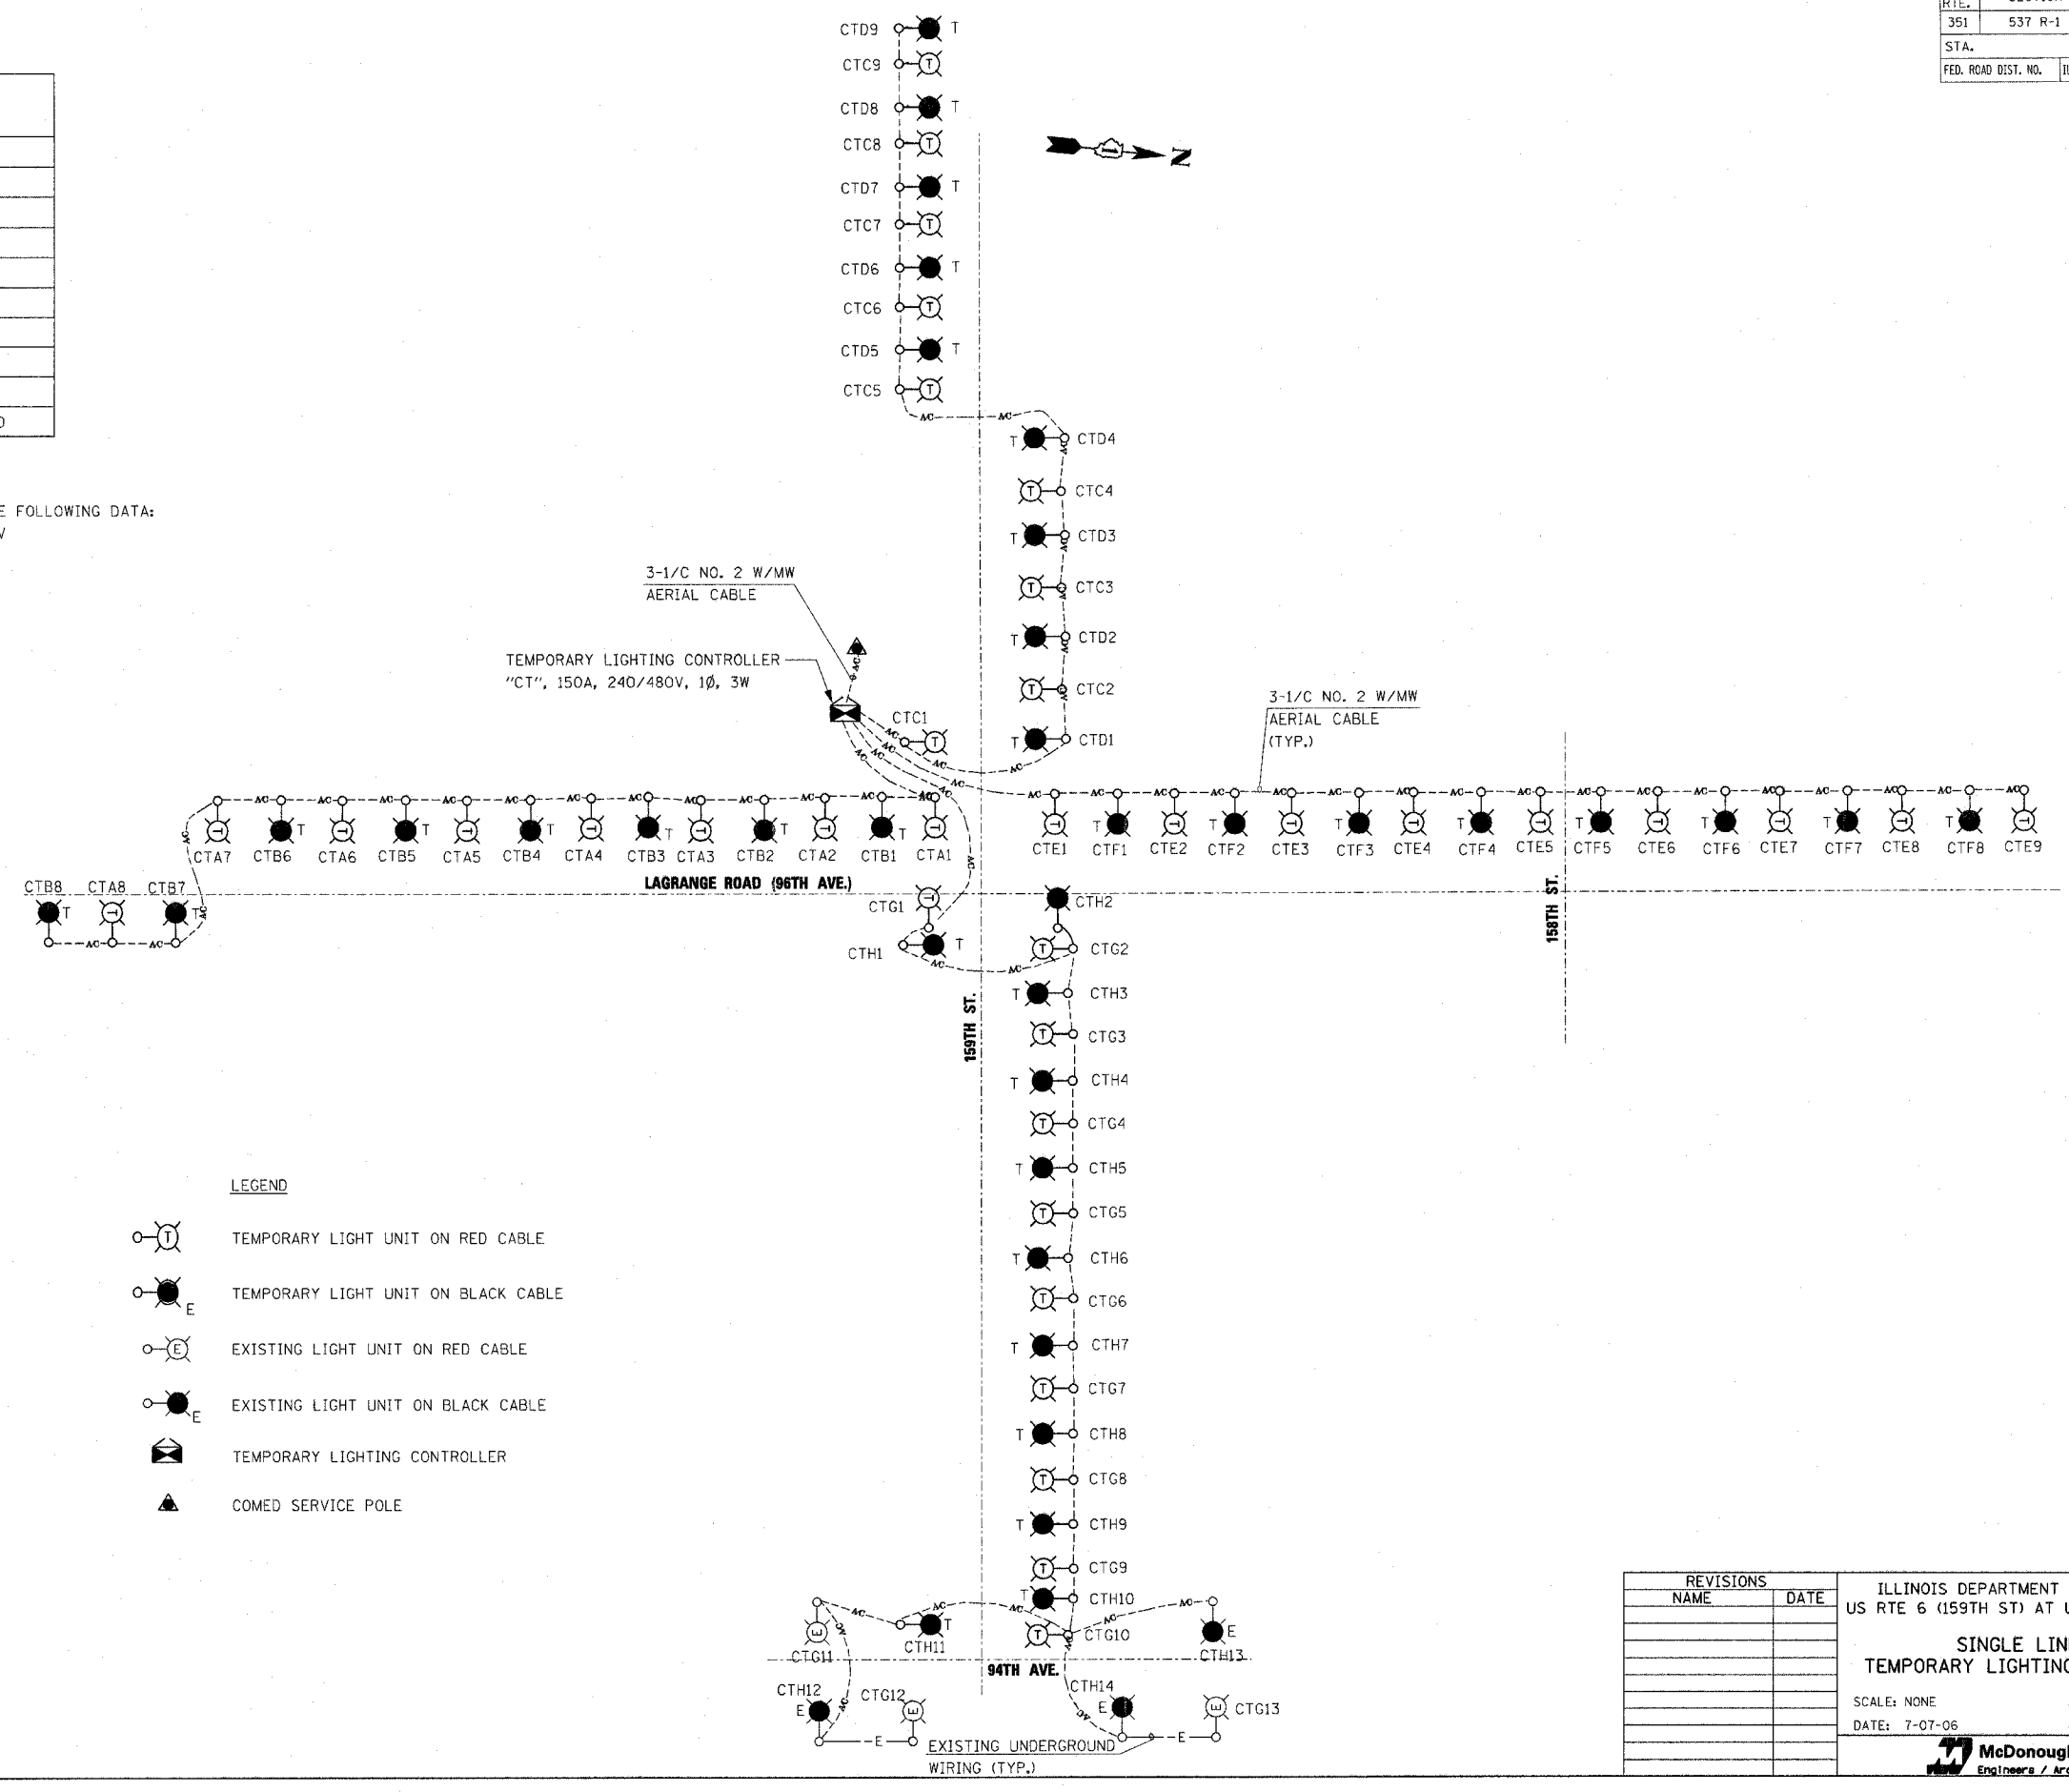 RTE.
351 537 R-1
STA.
FED. ROAD DIST. NO.
CTD9 T
CTC9 T
CTD8 T
CTC8 T
CTD7 T
CTC7 T
CTD6 T
CTC6 T
CTD5 T
CTC5 T
N
AC AC
T CTD4
T CTC4
T CTD3
T CTC3
T CTD2
T CTC2
T CTD1
E FOLLOWING DATA:
3-1/C NO. 2 W/MW
AERIAL CABLE
TEMPORARY LIGHTING CONTROLLER
"CT", 150A, 240/480V, 1Ø, 3W
CTC1
T
3-1/C NO. 2 W/MW
AERIAL CABLE
(TYP.)
CTA7 CTB6 CTA6 CTB5 CTA5 CTB4 CTA4 CTB3 CTA3 CTB2 CTA2 CTB1 CTA1
CTE1 CTF1 CTE2 CTF2 CTE3 CTF3 CTE4 CTF4 CTE5 CTF5 CTE6 CTF6 CTE7 CTF7 CTE8 CTF8 CTE9
CTB8 CTA8 CTB7
LAGRANGE ROAD (96TH AVE.)
158TH ST.
CTG1
CTH2
CTH1 T
T CTG2
159TH ST.
T CTH3
T CTG3
T CTH4
T CTG4
T CTH5
T CTG5
T CTH6
T CTG6
T CTH7
T CTG7
T CTH8
T CTG8
T CTH9
T CTG9
T CTH10
T CTG10
LEGEND
T TEMPORARY LIGHT UNIT ON RED CABLE
E TEMPORARY LIGHT UNIT ON BLACK CABLE
E EXISTING LIGHT UNIT ON RED CABLE
E EXISTING LIGHT UNIT ON BLACK CABLE
TEMPORARY LIGHTING CONTROLLER
COMED SERVICE POLE
CTG11
CTH11 T
CTH13 E
94TH AVE.
CTH12 E
CTG12 E
CTH14 E
E CTG13
E
E
EXISTING UNDERGROUND
WIRING (TYP.)
REVISIONS
NAME DATE
ILLINOIS DEPARTMENT
US RTE 6 (159TH ST) AT
SINGLE LIN
TEMPORARY LIGHTING
SCALE: NONE
DATE: 7-07-06
McDonough
Engineers /